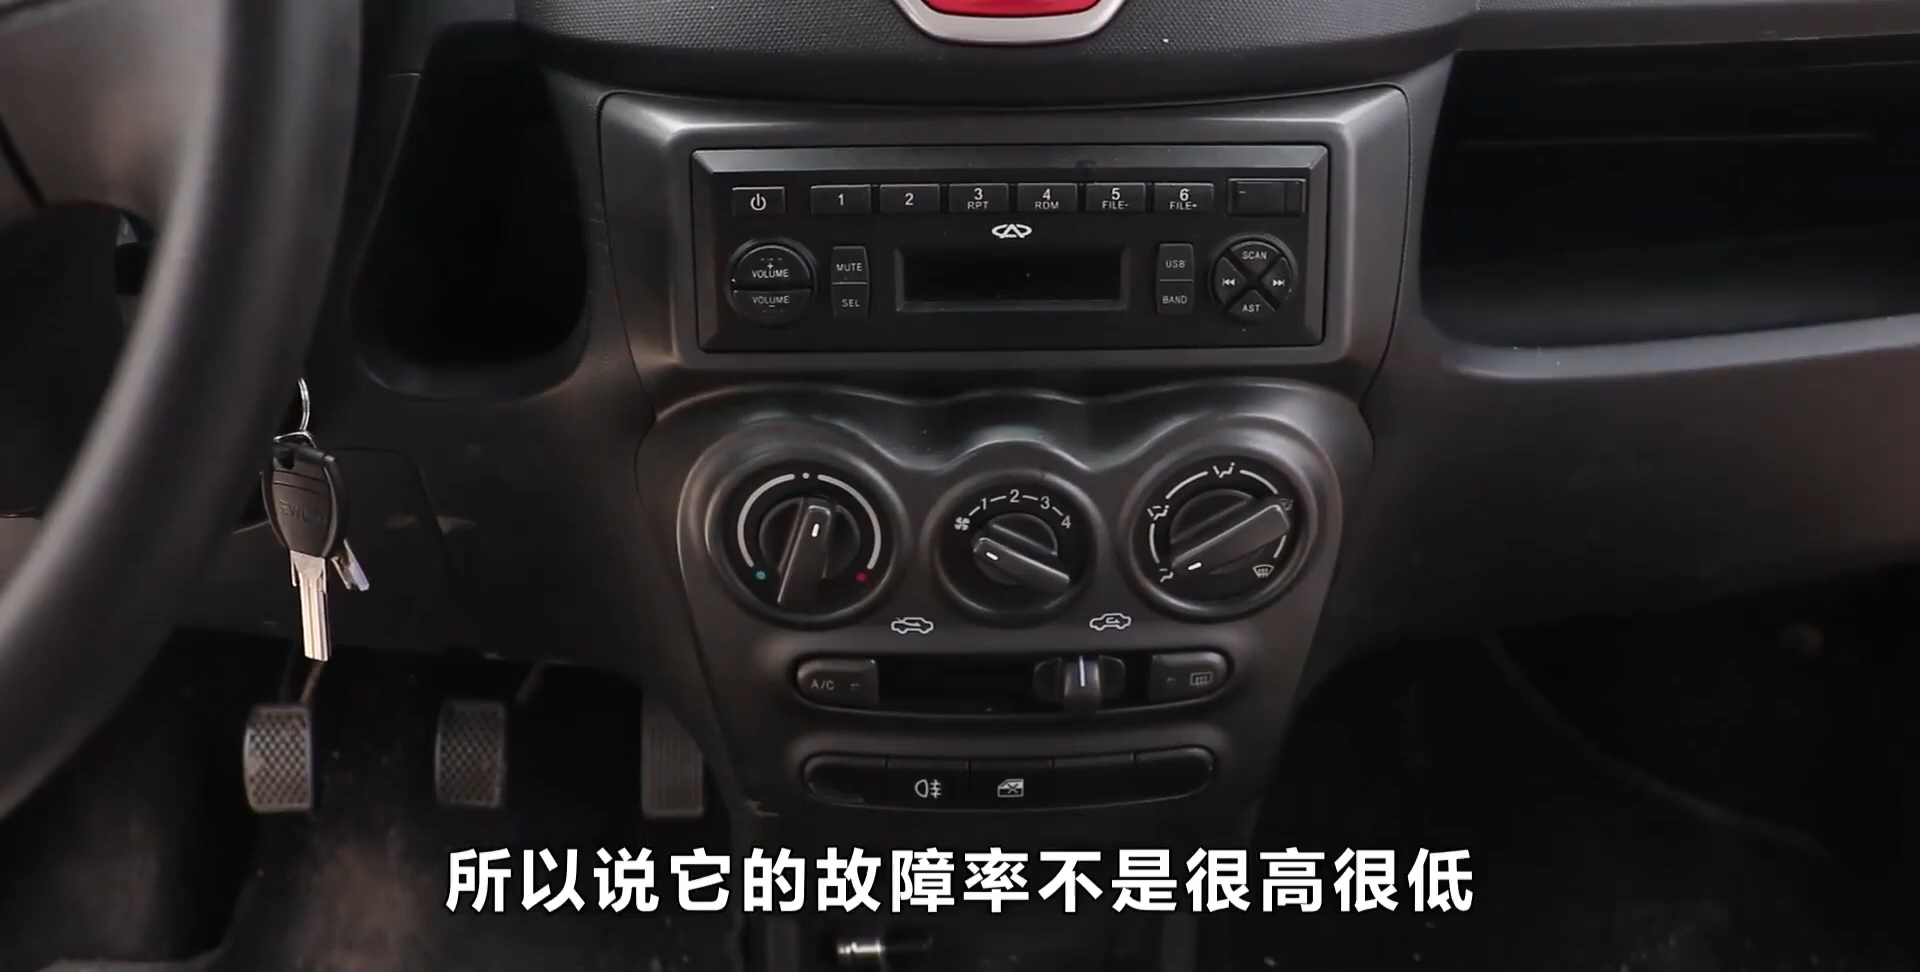 1 2 3 4 5 6
RPT RDM FILE- FILE+
VOLUME
VOLUME
MUTE
SEL
USB
BAND
SCAN
AST
1 2 3 4
A/C
所以说它的故障率不是很高很低